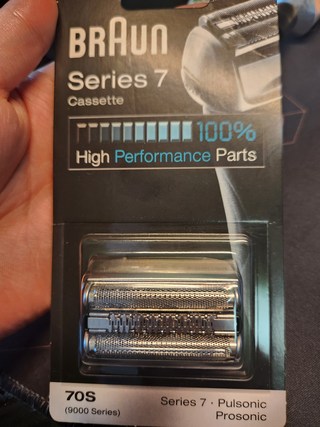 BRAUN
Series 7
Cassette
100%
High Performance Parts
70S
(9000 Series)
Series 7 · Pulsonic
Prosonic